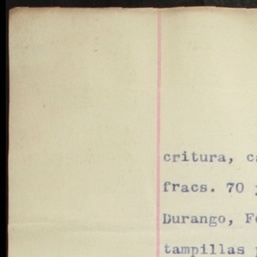 critura, c
fracs. 70
Durango, F
tampillas